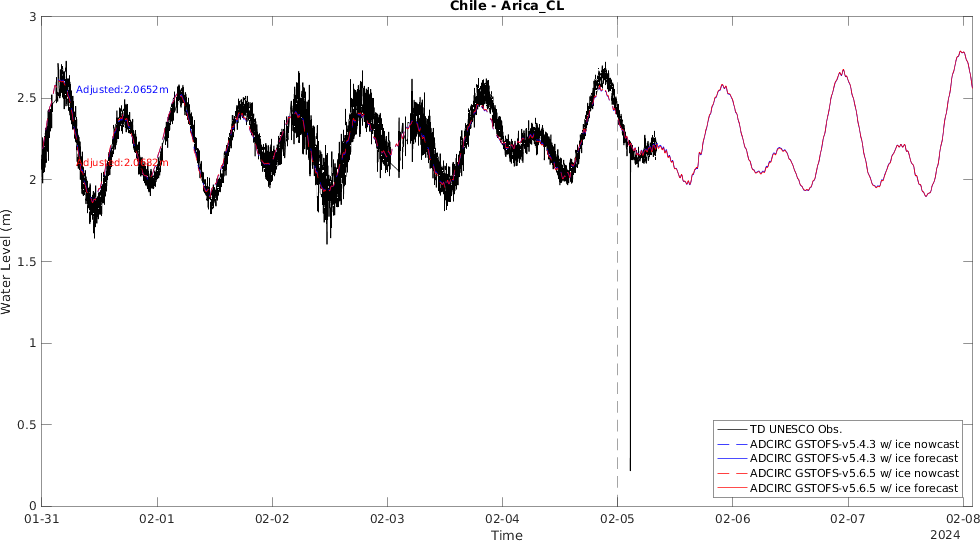 Chile - Arica_CL
3
2.5
2
1.5
1
0.5
0
Water Level (m)
Adjusted:2.0652m
01-31
02-01
02-02
02-03
02-04
02-05
02-06
02-07
02-08
Time
2024
TD UNESCO Obs.
ADCIRC GSTOFS-v5.4.3 w/ ice nowcast
ADCIRC GSTOFS-v5.4.3 w/ ice forecast
ADCIRC GSTOFS-v5.6.5 w/ ice nowcast
ADCIRC GSTOFS-v5.6.5 w/ ice forecast